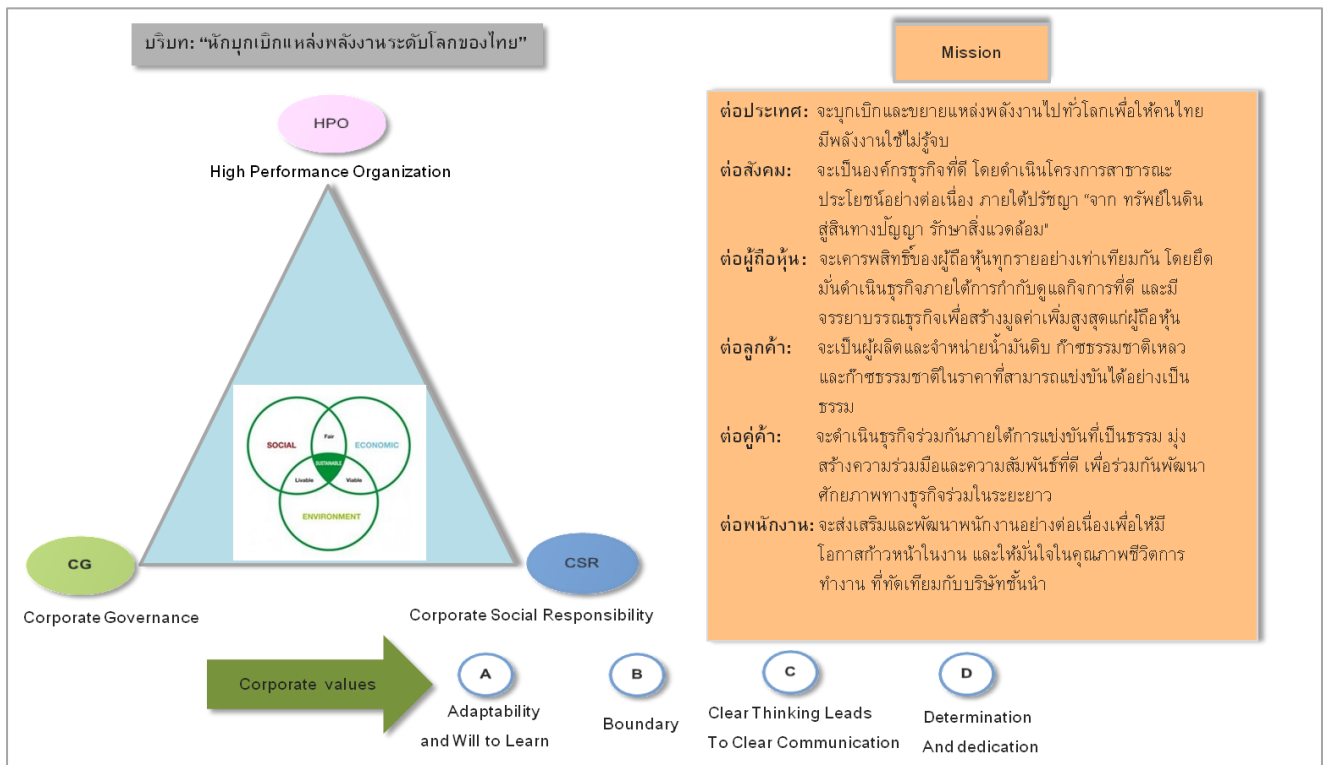 บริบท: “นักบุกเบิกแหล่งพลังงานระดับโลกของไทย”
HPO
High Performance Organization
SOCIAL
Fair
ECONOMIC
SUSTAINABLE
Livable
Viable
ENVIRONMENT
CG
Corporate Governance
CSR
Corporate Social Responsibility
Mission
ต่อประเทศ: จะบุกเบิกและขยายแหล่งพลังงานไปทั่วโลกเพื่อให้คนไทย
มีพลังงานใช้ไม่รู้จบ
ต่อสังคม: จะเป็นองค์กรธุรกิจที่ดี โดยดำเนินโครงการสาธารณะ
ประโยชน์อย่างต่อเนื่อง ภายใต้ปรัชญา “จาก ทรัพย์ในดิน
สู่สินทางปัญญา รักษาสิ่งแวดล้อม"
ต่อผู้ถือหุ้น: จะเคารพสิทธิ์ของผู้ถือหุ้นทุกรายอย่างเท่าเทียมกัน โดยยึด
มั่นดำเนินธุรกิจภายใต้การกำกับดูแลกิจการที่ดี และมี
จรรยาบรรณธุรกิจเพื่อสร้างมูลค่าเพิ่มสูงสุดแก่ผู้ถือหุ้น
ต่อลูกค้า: จะเป็นผู้ผลิตและจำหน่ายน้ำมันดิบ ก๊าซธรรมชาติเหลว
และก๊าซธรรมชาติในราคาที่สามารถแข่งขันได้อย่างเป็น
ธรรม
ต่อคู่ค้า: จะดำเนินธุรกิจร่วมกันภายใต้การแข่งขันที่เป็นธรรม มุ่ง
สร้างความร่วมมือและความสัมพันธ์ที่ดี เพื่อร่วมกันพัฒนา
ศักยภาพทางธุรกิจร่วมในระยะยาว
ต่อพนักงาน: จะส่งเสริมและพัฒนาพนักงานอย่างต่อเนื่องเพื่อให้มี
โอกาสก้าวหน้าในงาน และให้มั่นใจในคุณภาพชีวิตการ
ทำงาน ที่ทัดเทียมกับบริษัทชั้นนำ
Corporate values
A
Adaptability
and Will to Learn
B
Boundary
C
Clear Thinking Leads
To Clear Communication
D
Determination
And dedication